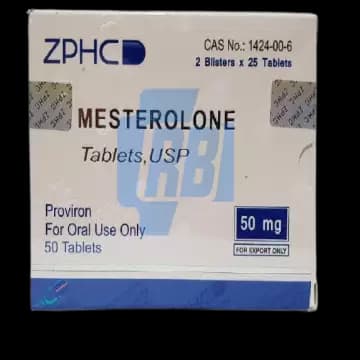 ZPHC
CAS No.: 1424-00-6
2 Blisters x 25 Tablets
MESTEROLONE
Tablets,USP
RB
Proviron
For Oral Use Only
50 Tablets
50 mg
FOR EXPORT ONLY